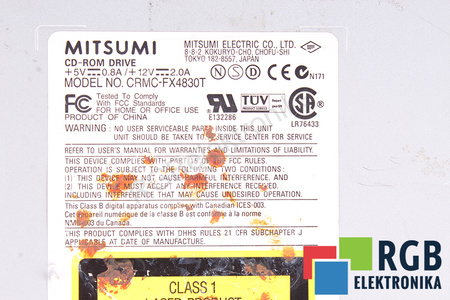 MITSUMI
CD-ROM DRIVE
+5V⎓0.8A/+12V⎓2.0A
MODEL NO. CRMC-FX4830T
MITSUMI ELECTRIC CO., LTD.
8-8-2, KOKURYO-CHO, CHOFU-SHI
TOKYO 182-8557, JAPAN
N S D CE N171
FC Tested To Comply
With FCC Standards
FOR HOME OR OFFICE USE
PRODUCT OF CHINA
E132286
TÜV
LR76433
WARNING : NO USER SERVICEABLE PARTS INSIDE THIS UNIT
UNIT SHOULD BE TAKEN TO SERVICE CENTER FOR SERVICE
REFER TO USER'S MANUAL FOR WARRANTIES AND LIMITATIONS OF LIABILITY.
THIS DEVICE COMPLIES WITH PART 15 OF THE FCC RULES.
OPERATION IS SUBJECT TO THE FOLLOWING TWO CONDITIONS:
(1) THIS DEVICE MAY NOT CAUSE HARMFUL INTERFERENCE, AND
(2) THIS DEVICE MUST ACCEPT ANY INTERFERENCE RECEIVED,
INCLUDING INTERFERENCE THAT MAY CAUSE UNDESIRED OPERATION.
This Class B digital apparatus complies with Canadian ICES-003.
Cet appareil numérique de la classe B est conforme à la norme
NMB-003 du Canada.
THIS PRODUCT COMPLIES WITH DHHS RULES 21 CFR SUBCHAPTER J
APPLICABLE AT DATE OF MANUFACTURE.
CLASS 1
LASER PRODUCT
RGB
ELEKTRONIKA